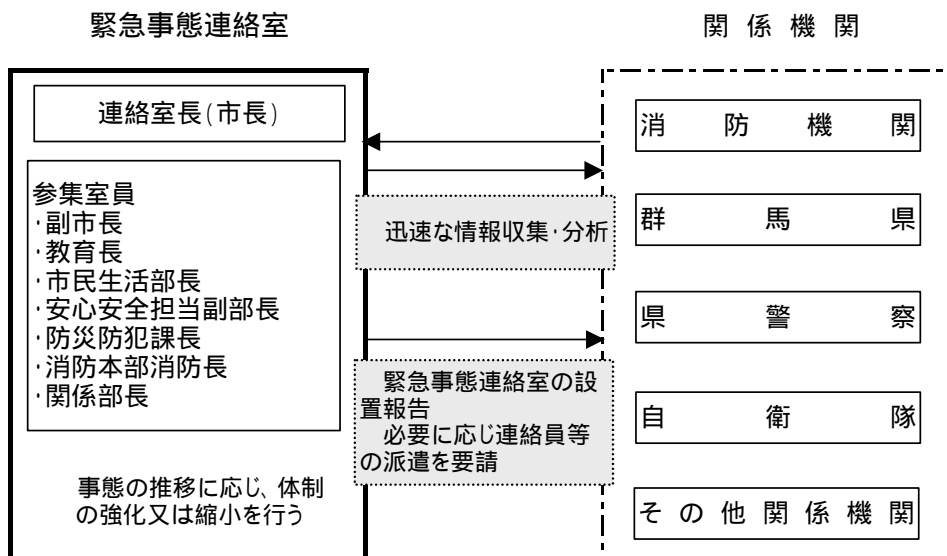 緊急事態連絡室
関係機関
連絡室長(市長)
参集室員
・副市長
・教育長
・市民生活部長
・安心安全担当副部長
・防災防犯課長
・消防本部消防長
・関係部長
事態の推移に応じ、体制
の強化又は縮小を行う
迅速な情報収集・分析
緊急事態連絡室の設
置報告
必要に応じ連絡員等
の派遣を要請
消防機関
群馬県
県警察
自衛隊
その他関係機関